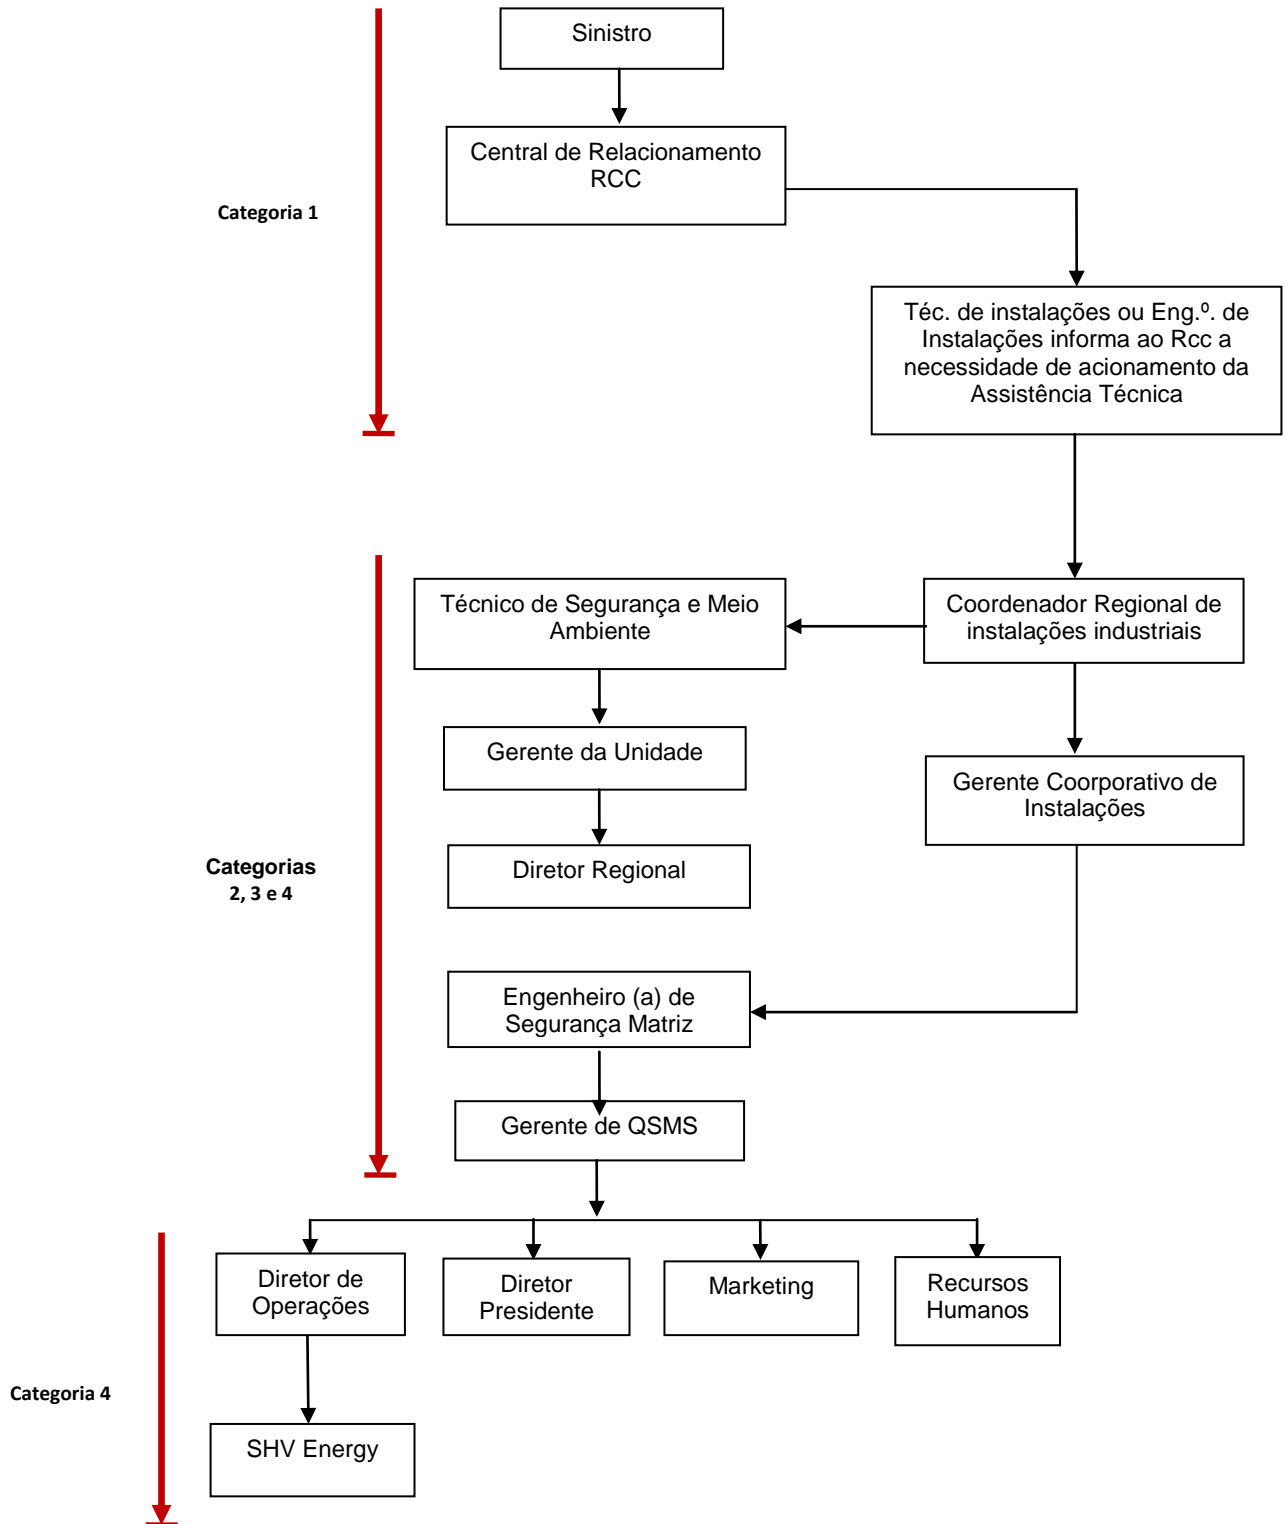 Sinistro
Central de Relacionamento
RCC
Categoria 1
Téc. de instalações ou Eng.º. de
Instalações informa ao Rcc a
necessidade de acionamento da
Assistência Técnica
Técnico de Segurança e Meio
Ambiente
Coordenador Regional de
instalações industriais
Gerente da Unidade
Gerente Coorporativo de
Instalações
Diretor Regional
Categorias
2, 3 e 4
Engenheiro (a) de
Segurança Matriz
Gerente de QSMS
Diretor de
Operações
Diretor
Presidente
Marketing
Recursos
Humanos
Categoria 4
SHV Energy